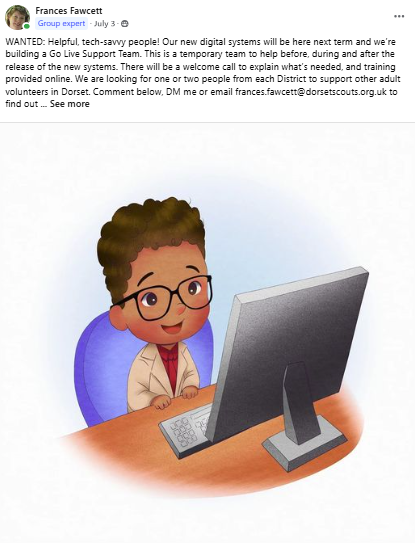 Frances Fawcett
Group expert · July 3 ·
WANTED: Helpful, tech-savvy people! Our new digital systems will be here next term and we're
building a Go Live Support Team. This is a temporary team to help before, during and after the
release of the new systems. There will be a welcome call to explain what's needed, and training
provided online. We are looking for one or two people from each District to support other adult
volunteers in Dorset. Comment below, DM me or email frances.fawcett@dorsetscouts.org.uk to
find out ... See more